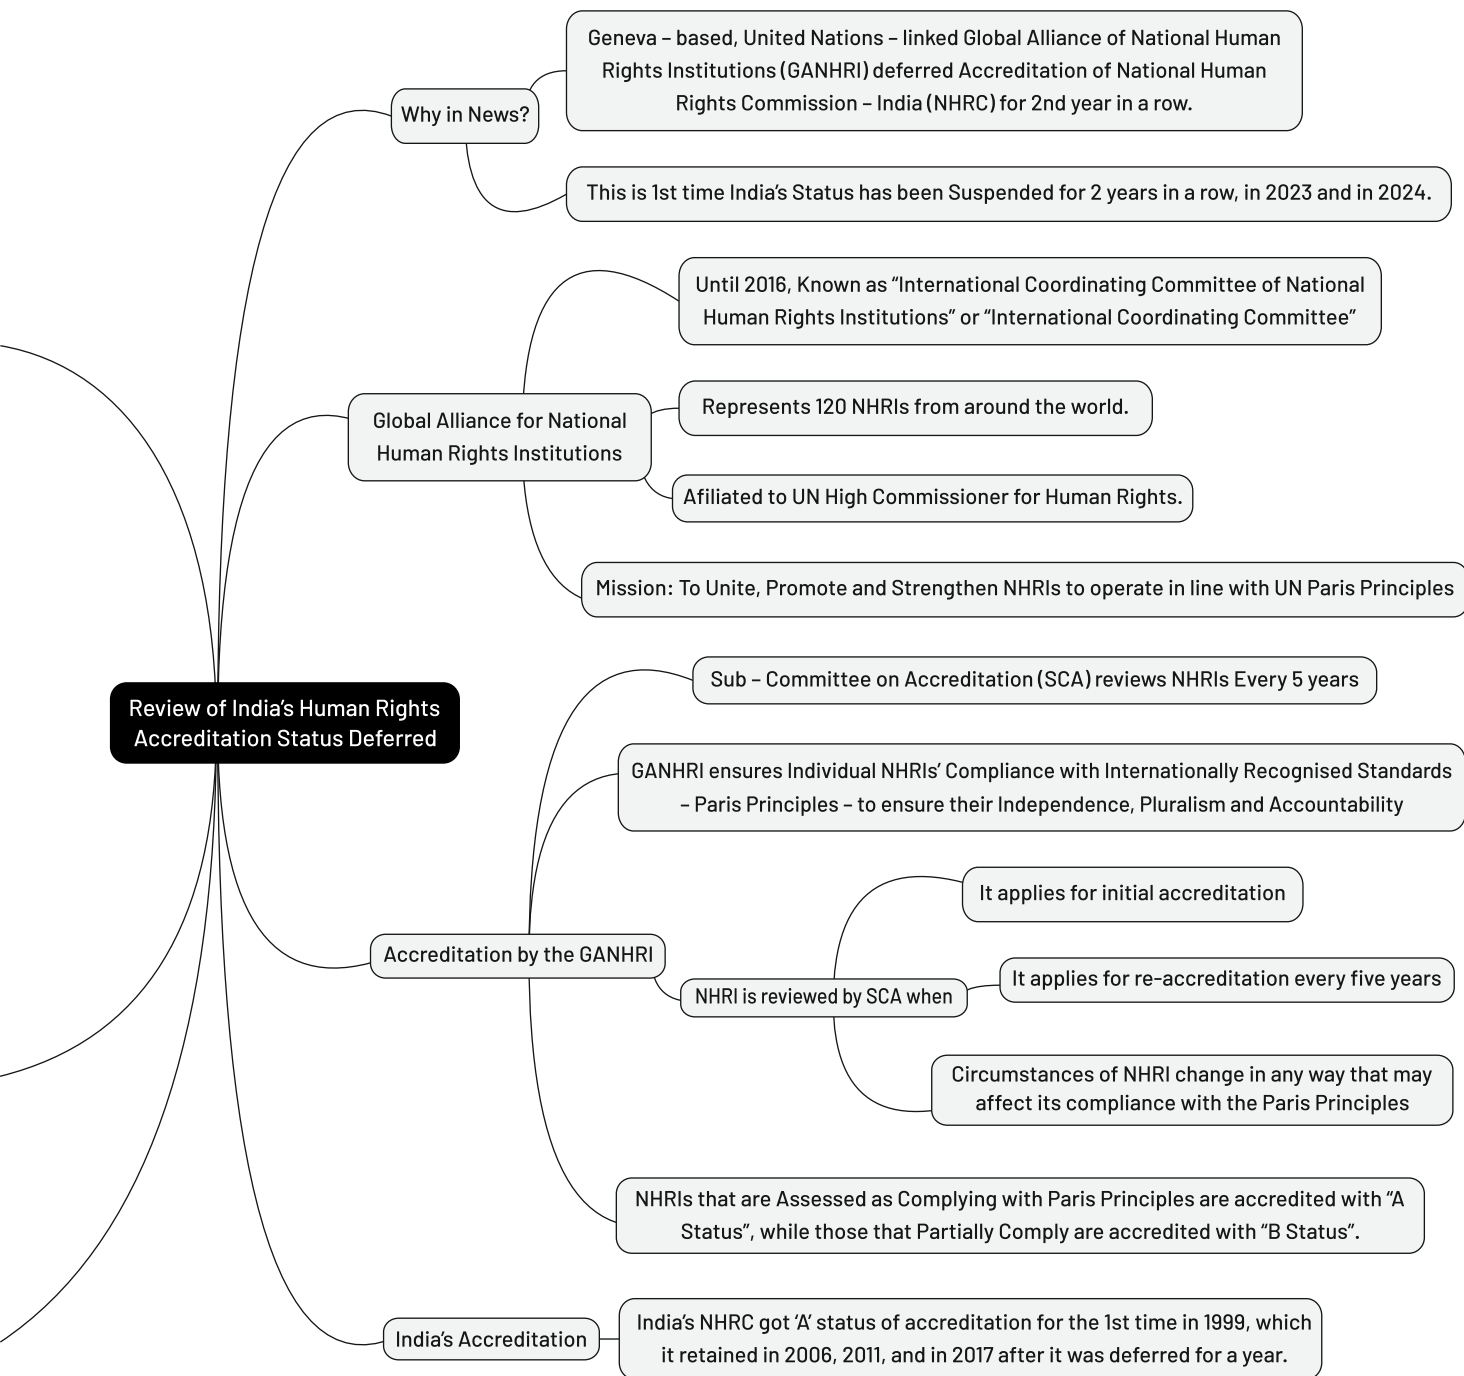 Geneva – based, United Nations – linked Global Alliance of National Human
Rights Institutions (GANHRI) deferred Accreditation of National Human
Rights Commission – India (NHRC) for 2nd year in a row.
Why in News?
This is 1st time India's Status has been Suspended for 2 years in a row, in 2023 and in 2024.
Until 2016, Known as “International Coordinating Committee of National
Human Rights Institutions” or “International Coordinating Committee”
Represents 120 NHRIs from around the world.
Global Alliance for National
Human Rights Institutions
Afiliated to UN High Commissioner for Human Rights.
Mission: To Unite, Promote and Strengthen NHRIs to operate in line with UN Paris Principles
Review of India's Human Rights
Accreditation Status Deferred
Sub – Committee on Accreditation (SCA) reviews NHRIs Every 5 years
GANHRI ensures Individual NHRIs’ Compliance with Internationally Recognised Standards
– Paris Principles – to ensure their Independence, Pluralism and Accountability
It applies for initial accreditation
Accreditation by the GANHRI
It applies for re-accreditation every five years
NHRI is reviewed by SCA when
Circumstances of NHRI change in any way that may
affect its compliance with the Paris Principles
NHRIs that are Assessed as Complying with Paris Principles are accredited with “A
Status”, while those that Partially Comply are accredited with “B Status”.
India's Accreditation
India's NHRC got ‘A’ status of accreditation for the 1st time in 1999, which
it retained in 2006, 2011, and in 2017 after it was deferred for a year.